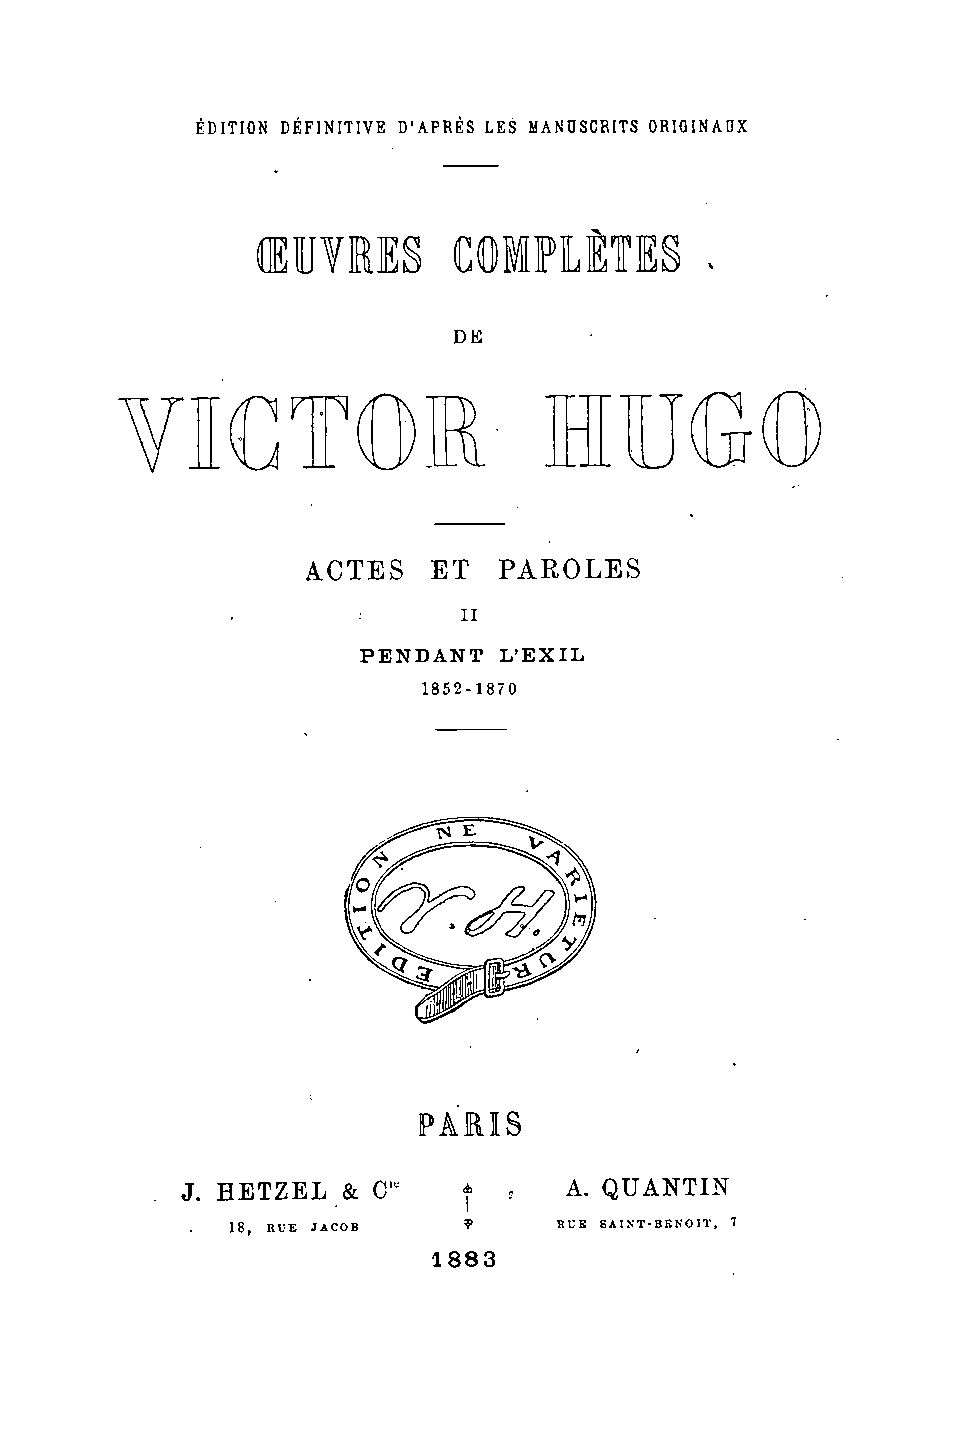 ÉDITION DÉFINITIVE D'APRÈS LES MANUSCRITS ORIGINAUX
ŒUVRES COMPLÈTES
DE
VICTOR HUGO
ACTES ET PAROLES
II
PENDANT L'EXIL
1852-1870
EDITION NE VARIETUR
V. H.
PARIS
J. HETZEL & Cie
18, RUE JACOB
A. QUANTIN
RUE SAINT-BENOIT, 7
1883